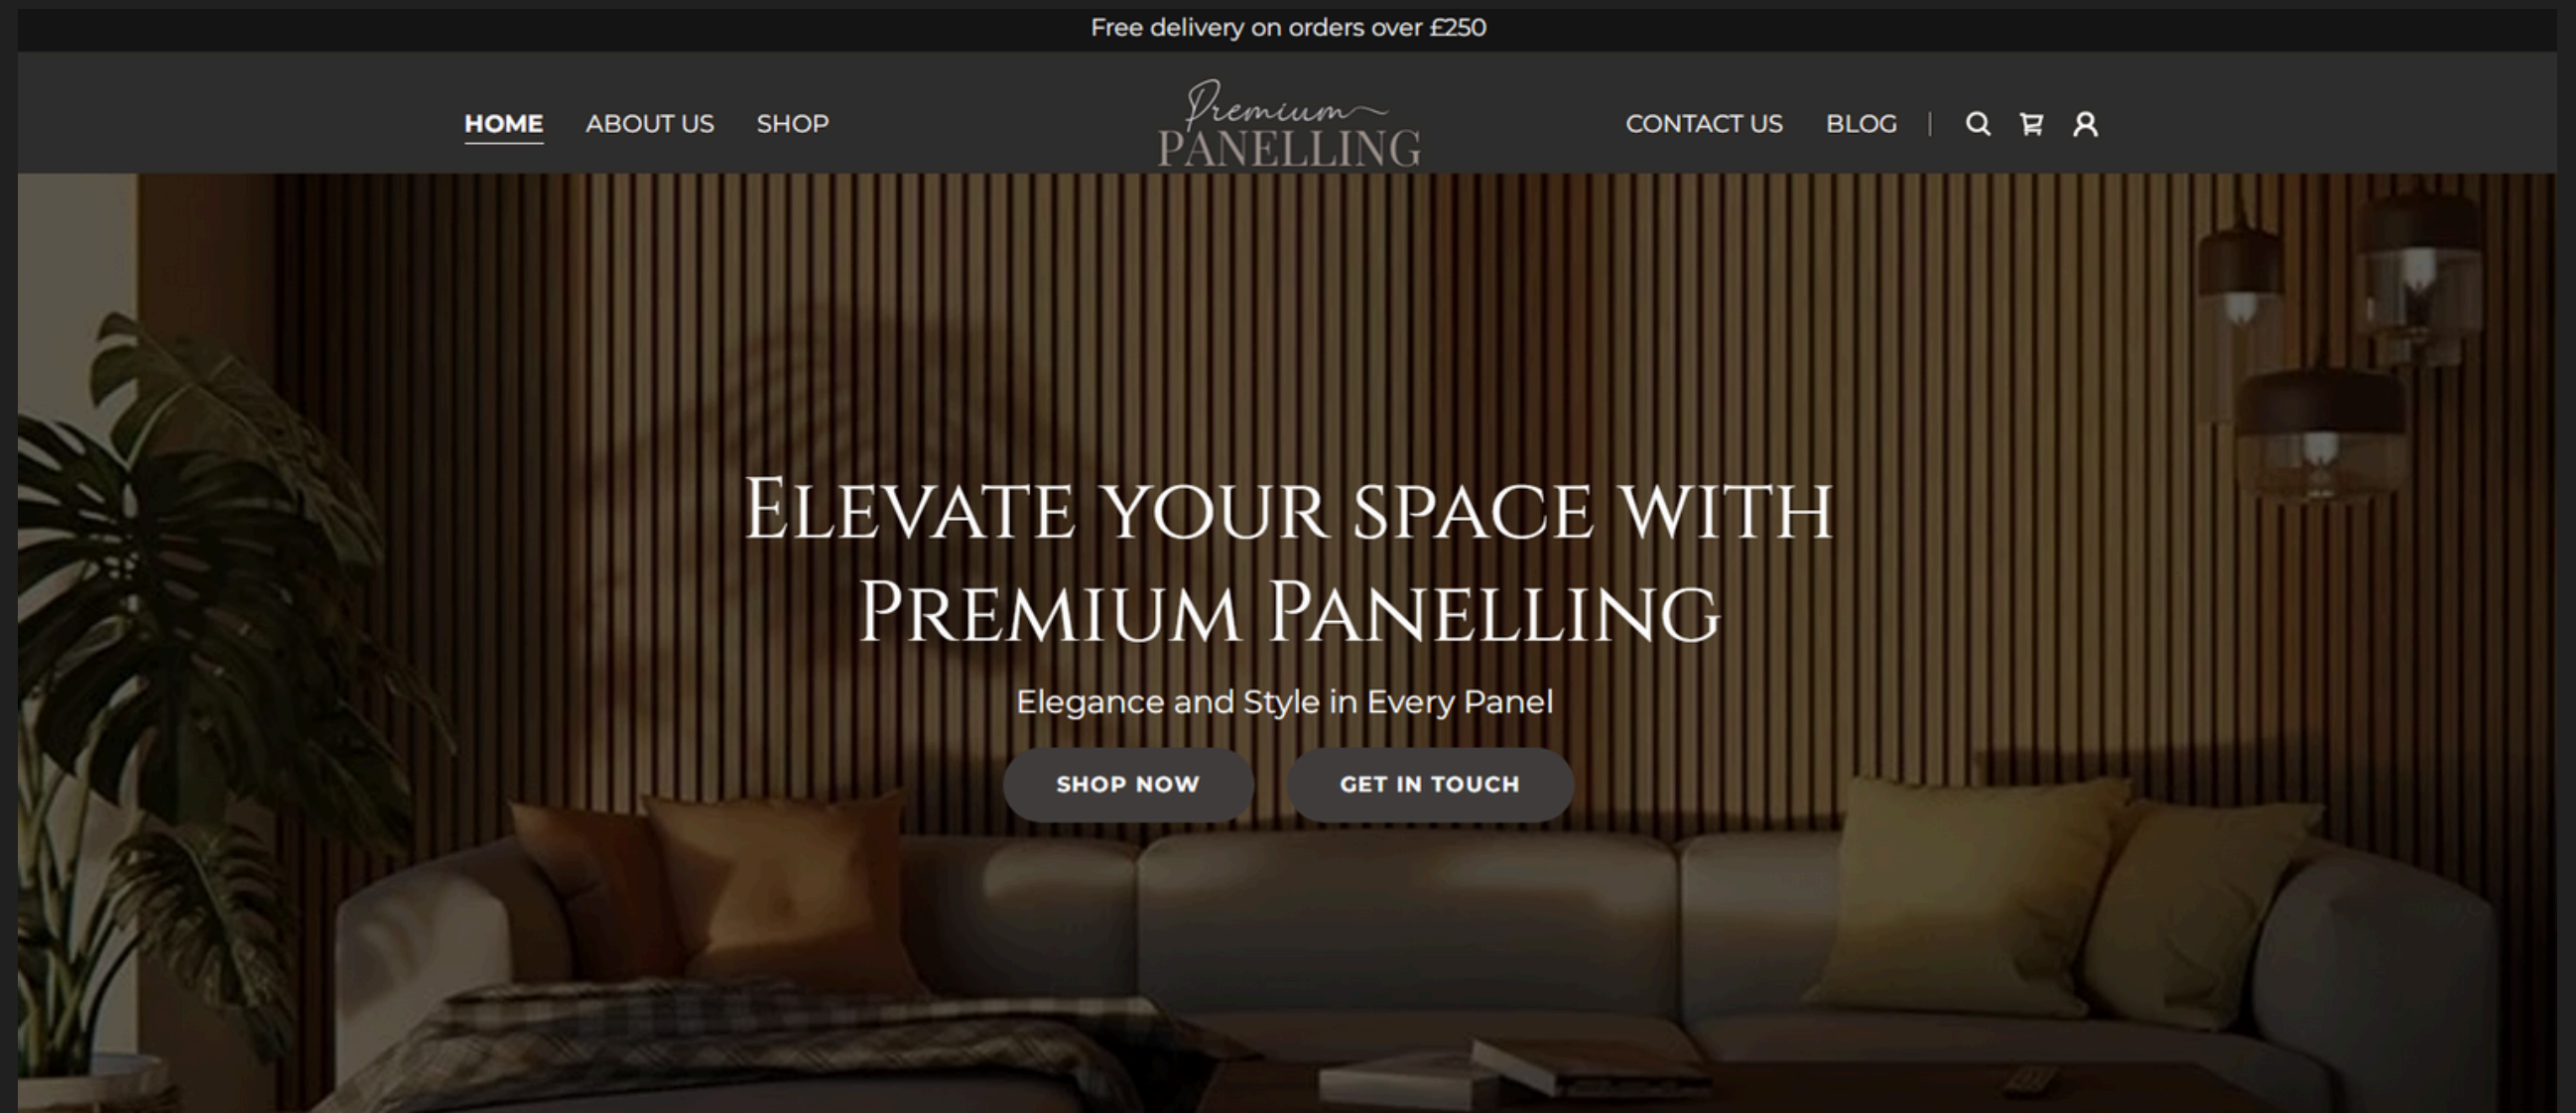 Free delivery on orders over £250
HOME ABOUT US SHOP
Premium
PANELLING
CONTACT US BLOG
Elevate your space with
Premium Panelling
Elegance and Style in Every Panel
SHOP NOW GET IN TOUCH